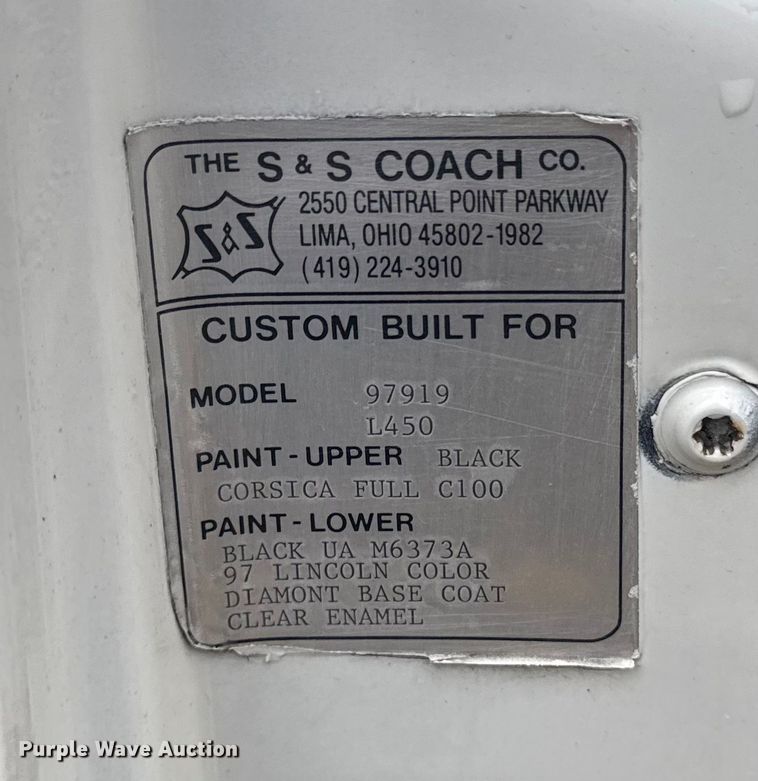 THE S & S COACH CO.
S&S
2550 CENTRAL POINT PARKWAY
LIMA, OHIO 45802-1982
(419) 224-3910
CUSTOM BUILT FOR
MODEL 97919
L450
PAINT-UPPER BLACK
CORSICA FULL C100
PAINT-LOWER
BLACK UA M6373A
97 LINCOLN COLOR
DIAMONT BASE COAT
CLEAR ENAMEL
Purple Wave Auction